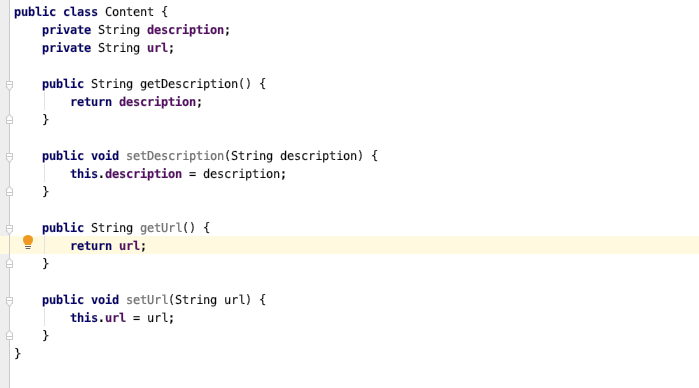 public class Content {
    private String description;
    private String url;

    public String getDescription() {
        return description;
    }

    public void setDescription(String description) {
        this.description = description;
    }

    public String getUrl() {
        return url;
    }

    public void setUrl(String url) {
        this.url = url;
    }
}